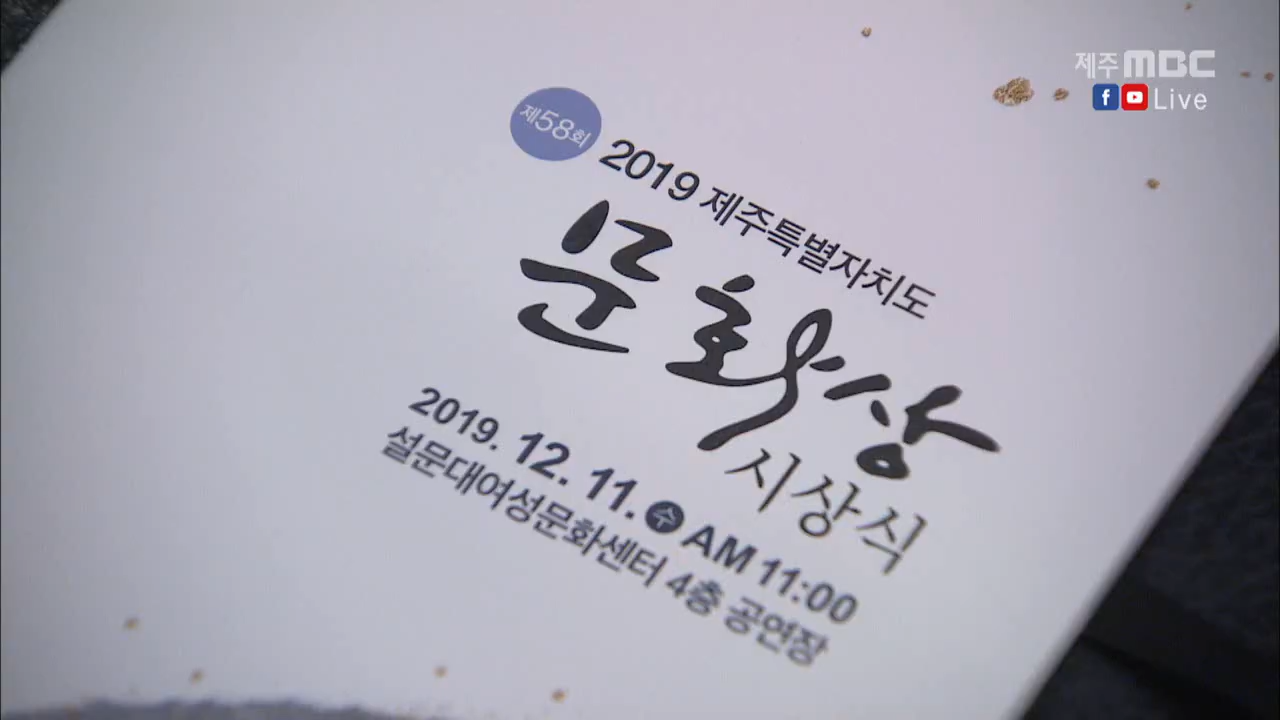 제주MBC
Live
제58회
2019 제주특별자치도
문화상
시상식
2019. 12. 11. 수 AM 11:00
설문대여성문화센터 4층 공연장